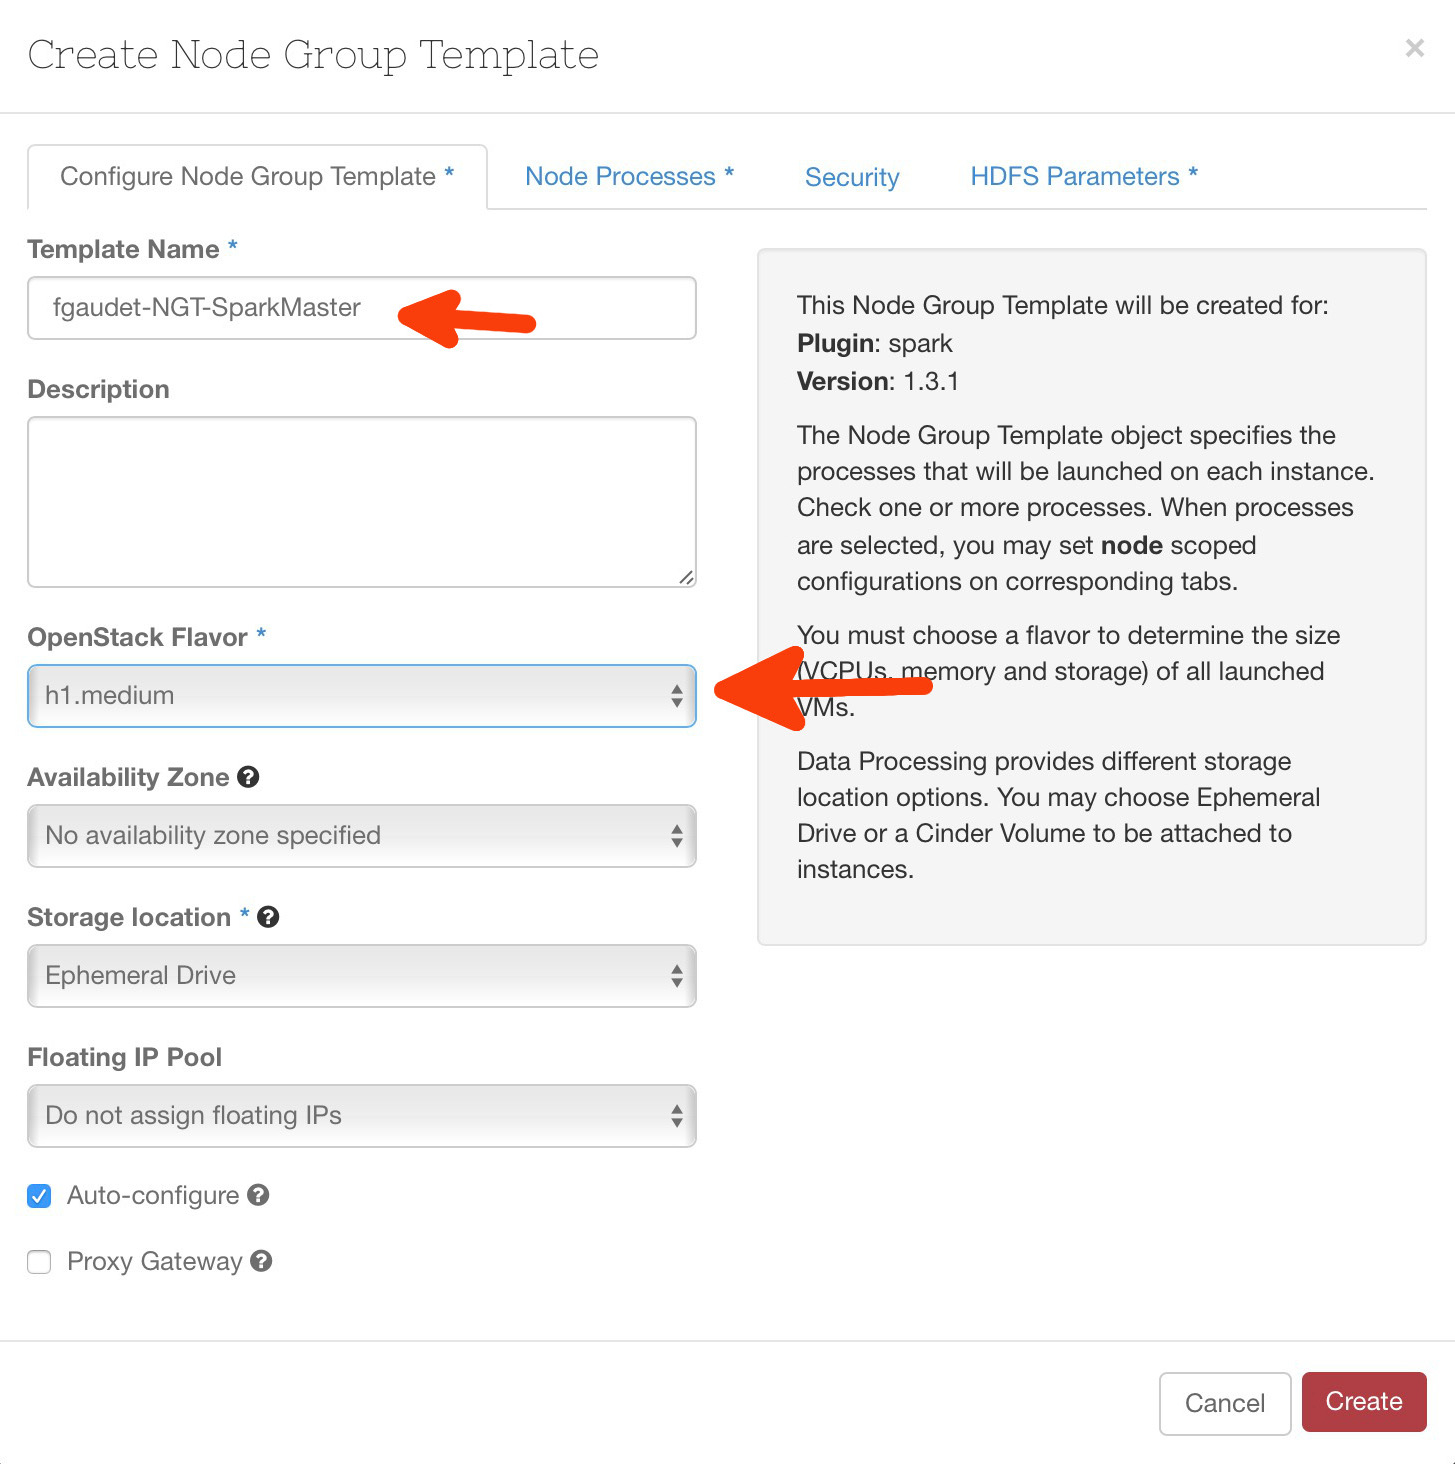 Create Node Group Template
×
Configure Node Group Template *
Node Processes *
Security
HDFS Parameters *
Template Name *
fgaudet-NGT-SparkMaster
Description
OpenStack Flavor *
h1.medium
Availability Zone ?
No availability zone specified
Storage location * ?
Ephemeral Drive
Floating IP Pool
Do not assign floating IPs
Auto-configure ?
Proxy Gateway ?
This Node Group Template will be created for:
Plugin: spark
Version: 1.3.1
The Node Group Template object specifies the
processes that will be launched on each instance.
Check one or more processes. When processes
are selected, you may set node scoped
configurations on corresponding tabs.
You must choose a flavor to determine the size
(VCPUs, memory and storage) of all launched
VMs.
Data Processing provides different storage
location options. You may choose Ephemeral
Drive or a Cinder Volume to be attached to
instances.
Cancel
Create